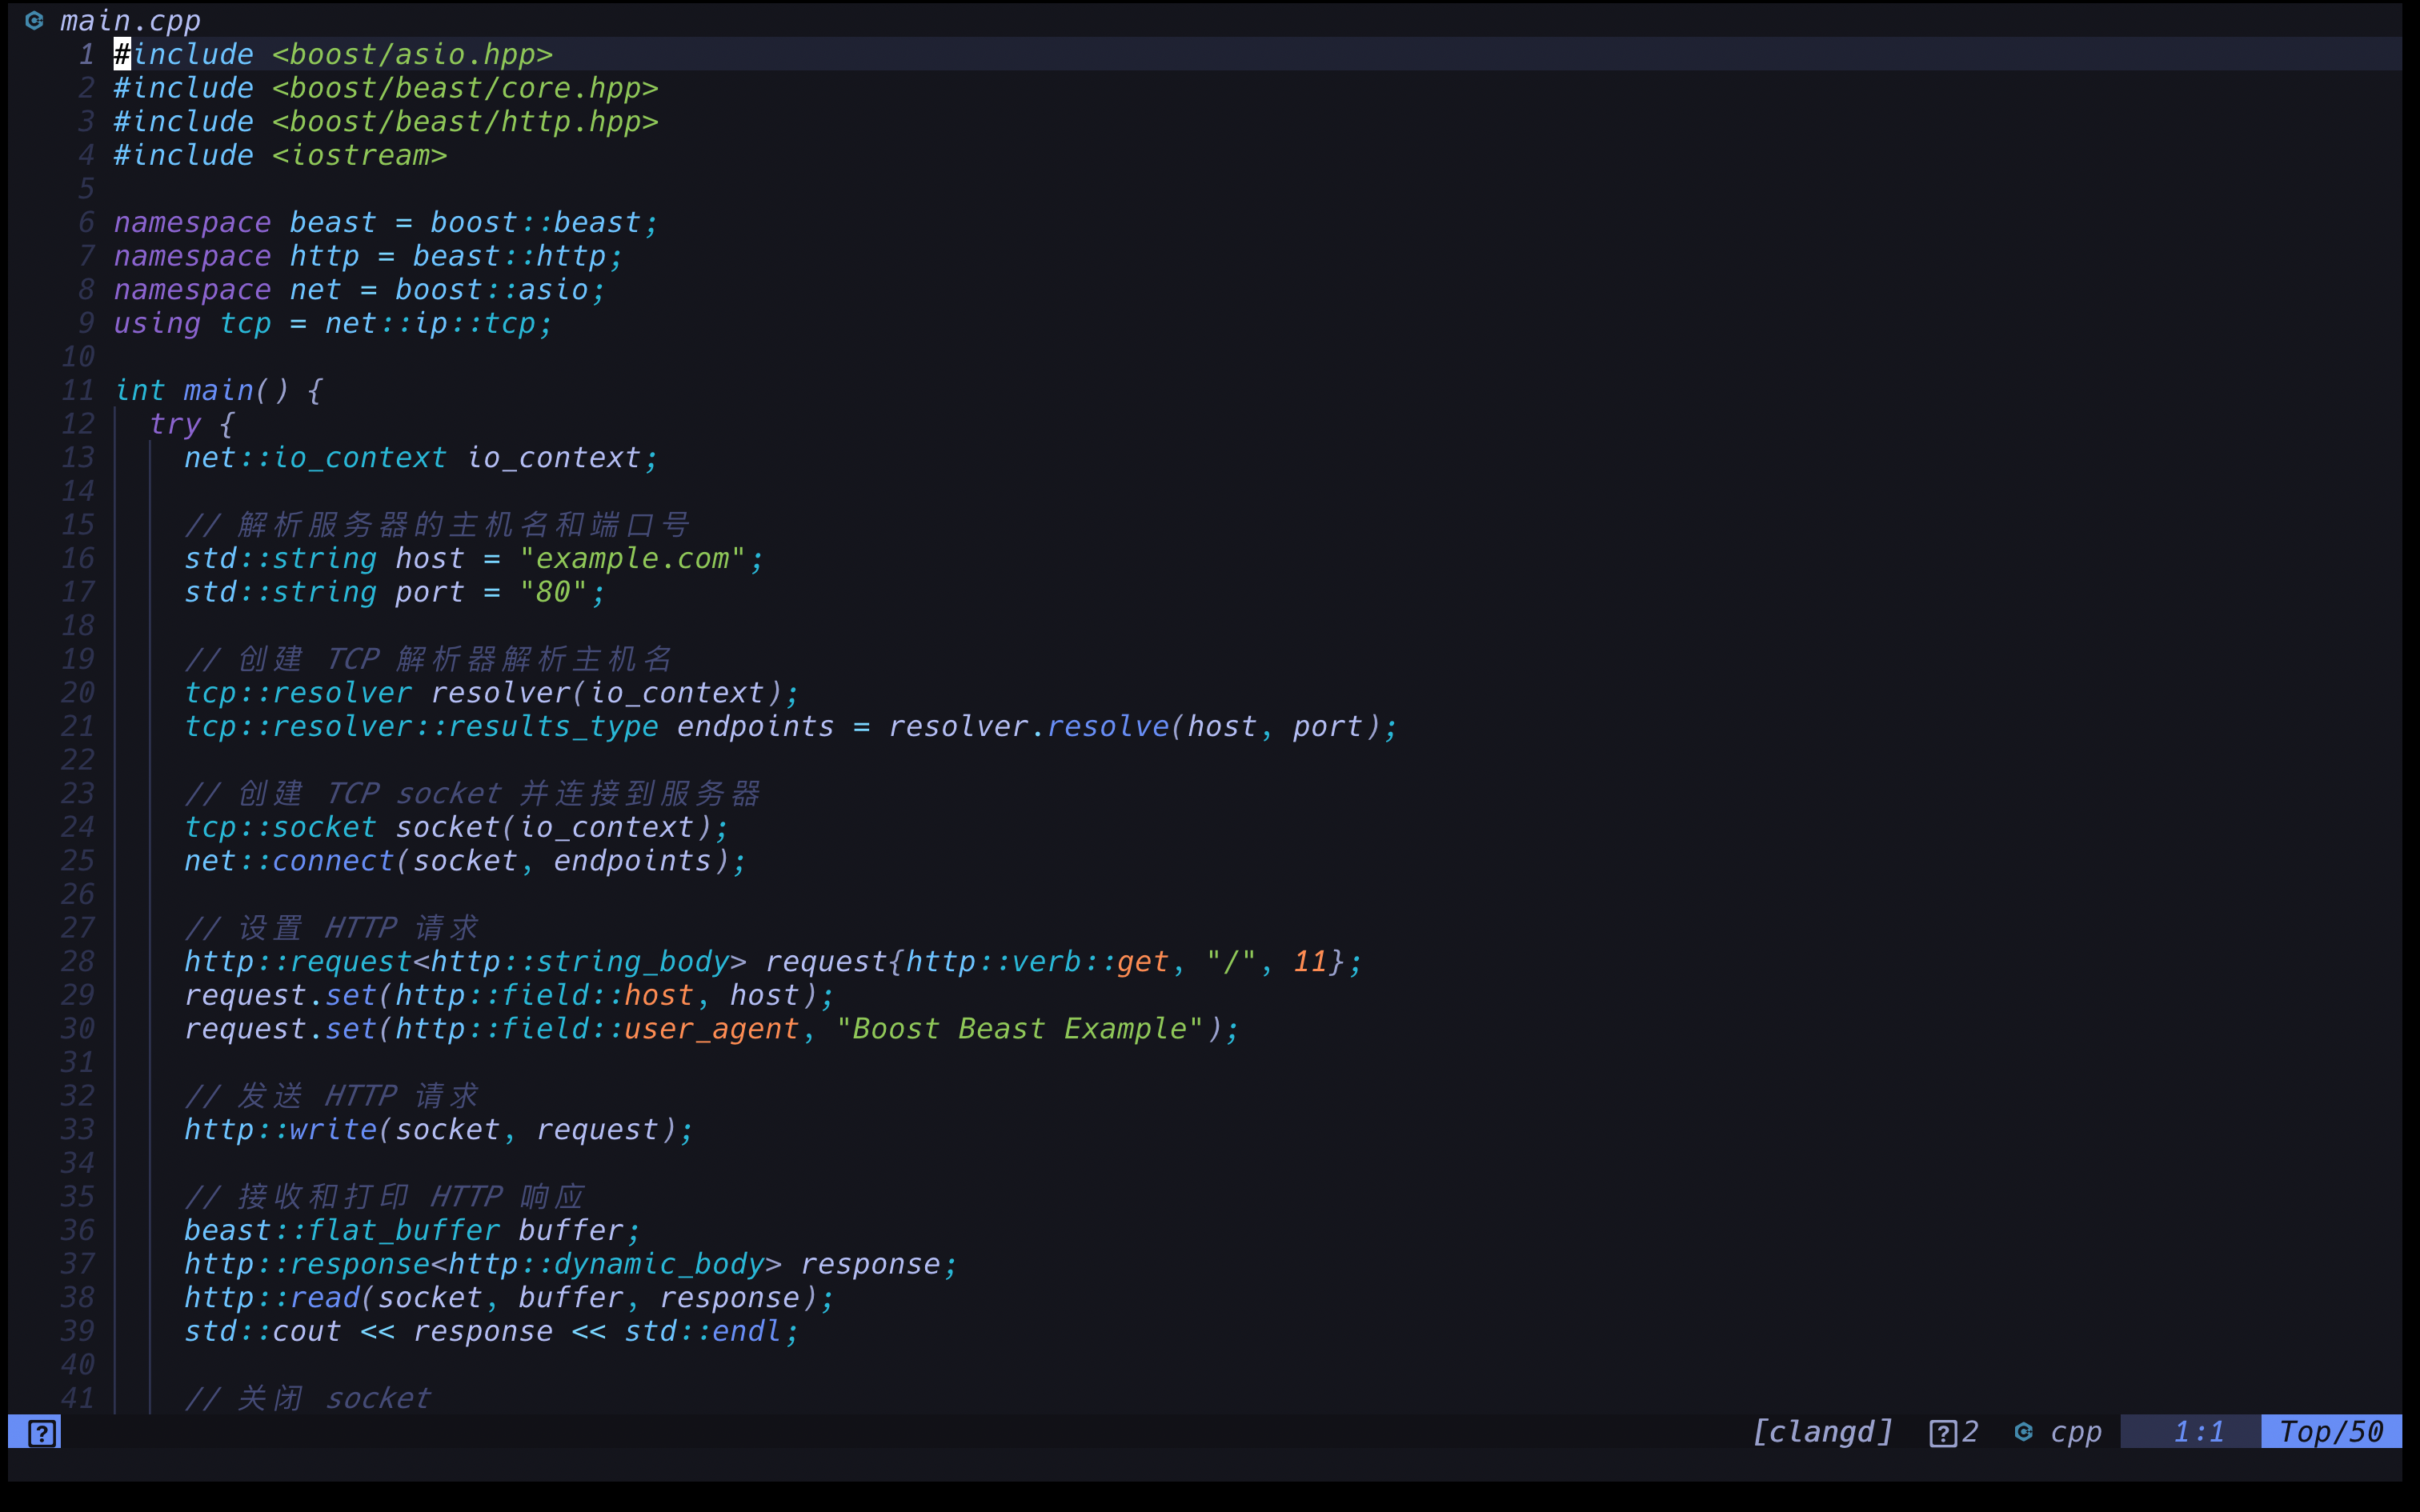 main.cpp
1 #include <boost/asio.hpp>
2 #include <boost/beast/core.hpp>
3 #include <boost/beast/http.hpp>
4 #include <iostream>
5
6 namespace beast = boost::beast;
7 namespace http = beast::http;
8 namespace net = boost::asio;
9 using tcp = net::ip::tcp;
10
11 int main() {
12   try {
13     net::io_context io_context;
14
15     // 解析服务器的主机名和端口号
16     std::string host = "example.com";
17     std::string port = "80";
18
19     // 创建 TCP 解析器解析主机名
20     tcp::resolver resolver(io_context);
21     tcp::resolver::results_type endpoints = resolver.resolve(host, port);
22
23     // 创建 TCP socket 并连接到服务器
24     tcp::socket socket(io_context);
25     net::connect(socket, endpoints);
26
27     // 设置 HTTP 请求
28     http::request<http::string_body> request{http::verb::get, "/", 11};
29     request.set(http::field::host, host);
30     request.set(http::field::user_agent, "Boost Beast Example");
31
32     // 发送 HTTP 请求
33     http::write(socket, request);
34
35     // 接收和打印 HTTP 响应
36     beast::flat_buffer buffer;
37     http::response<http::dynamic_body> response;
38     http::read(socket, buffer, response);
39     std::cout << response << std::endl;
40
41     // 关闭 socket
? [clangd] ?2 cpp 1:1 Top/50